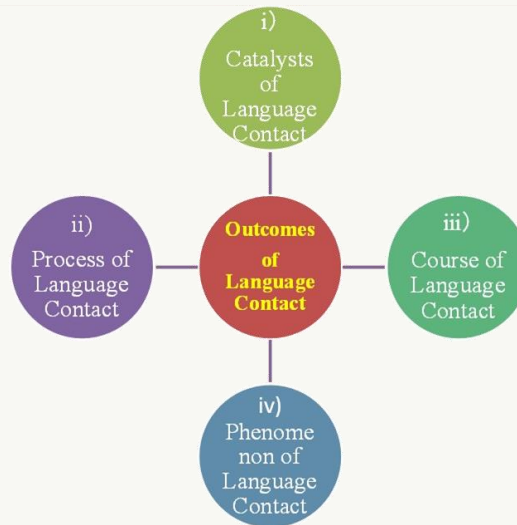 i)
Catalysts
of
Language
Contact
ii)
Process of
Language
Contact
Outcomes
of
Language
Contact
iii)
Course of
Language
Contact
iv)
Phenome
non of
Language
Contact